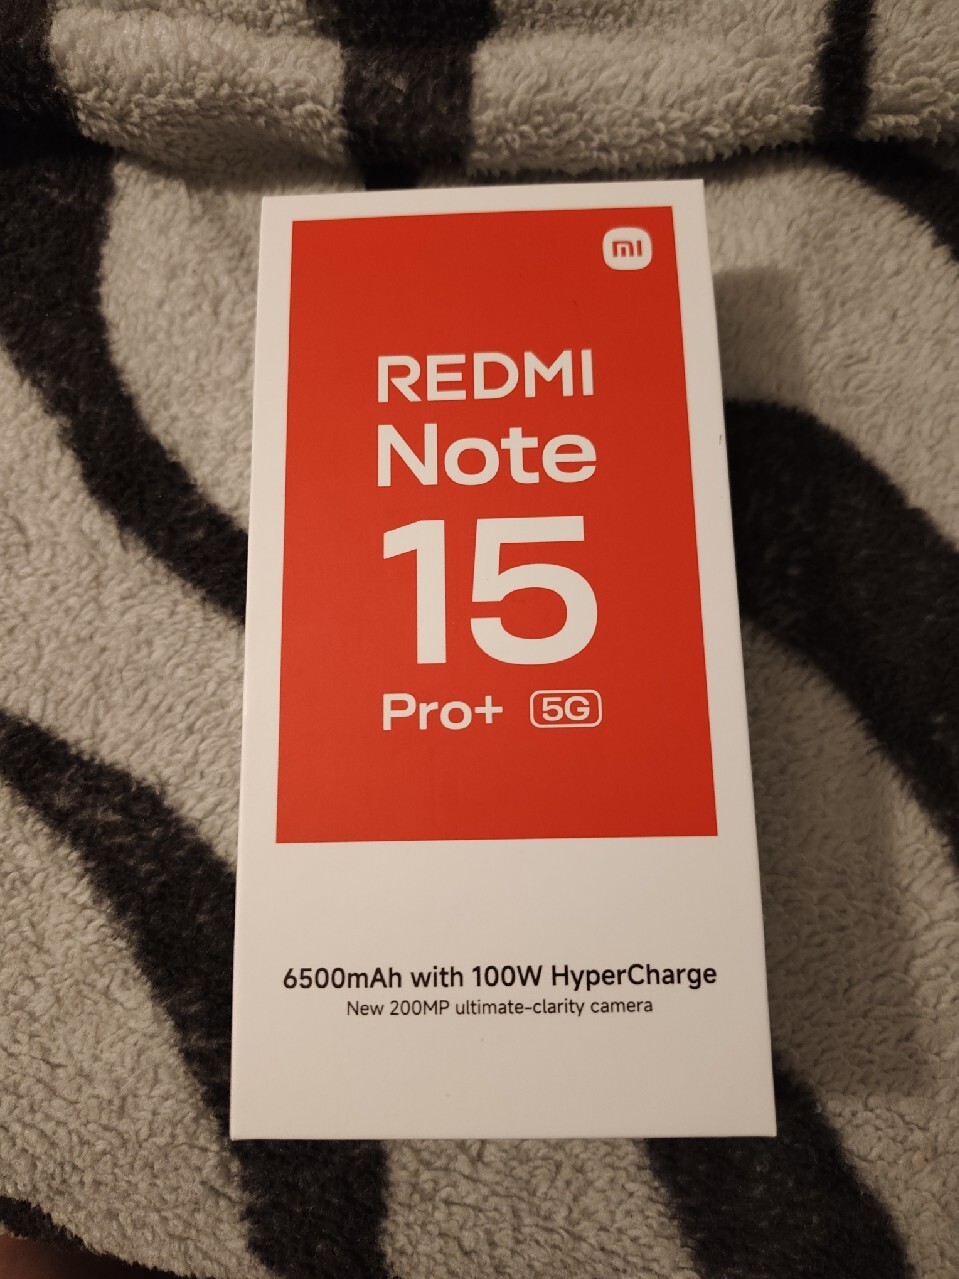 mi
REDMI
Note
15
Pro+ 5G
6500mAh with 100W HyperCharge
New 200MP ultimate-clarity camera